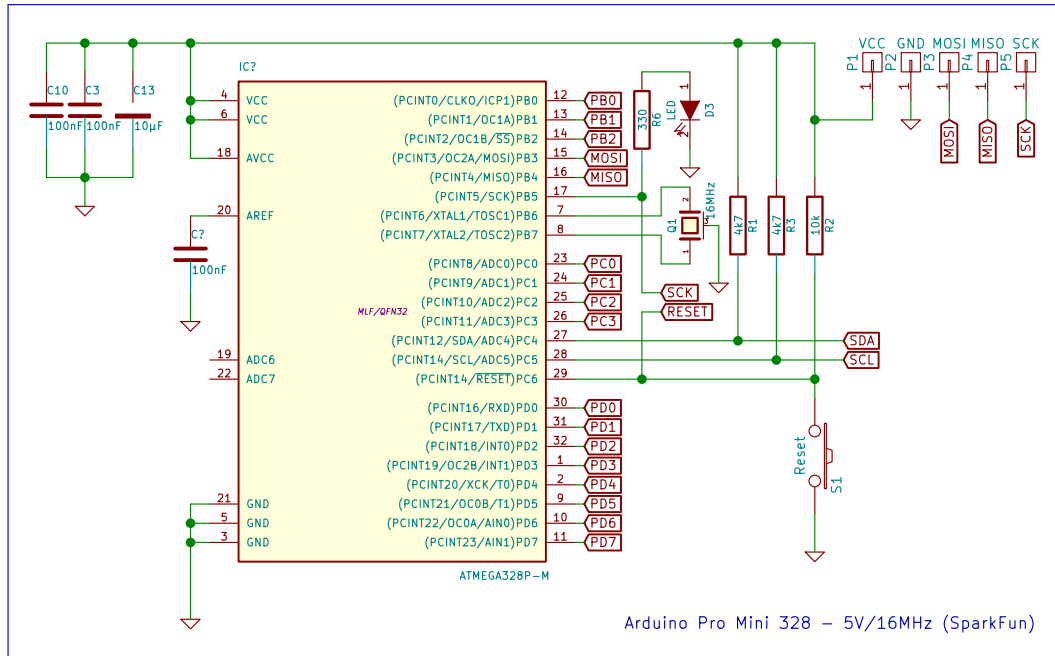 VCC GND MOSI MISO SCK
P1 P2 P3 P4 P5
1 1 1 1 1
MOSI MISO SCK
C10 C3 C13
100nF 100nF 10µF
IC?
4 VCC
6 VCC
18 AVCC
20 AREF
C?
100nF
19 ADC6
22 ADC7
21 GND
5 GND
3 GND
MLF/QFN32
(PCINT0/CLKO/ICP1)PB0 12 PB0
(PCINT1/OC1A)PB1 13 PB1
(PCINT2/OC1B/SS)PB2 14 PB2
(PCINT3/OC2A/MOSI)PB3 15 MOSI
(PCINT4/MISO)PB4 16 MISO
(PCINT5/SCK)PB5 17
(PCINT6/XTAL1/TOSC1)PB6 7
(PCINT7/XTAL2/TOSC2)PB7 8
(PCINT8/ADC0)PC0 23 PC0
(PCINT9/ADC1)PC1 24 PC1
(PCINT10/ADC2)PC2 25 PC2
(PCINT11/ADC3)PC3 26 PC3
(PCINT12/SDA/ADC4)PC4 27 SDA
(PCINT14/SCL/ADC5)PC5 28 SCL
(PCINT14/RESET)PC6 29
(PCINT16/RXD)PD0 30 PD0
(PCINT17/TXD)PD1 31 PD1
(PCINT18/INT0)PD2 32 PD2
(PCINT19/OC2B/INT1)PD3 1 PD3
(PCINT20/XCK/T0)PD4 2 PD4
(PCINT21/OC0B/T1)PD5 9 PD5
(PCINT22/OC0A/AIN0)PD6 10 PD6
(PCINT23/AIN1)PD7 11 PD7
ATMEGA328P-M
330 R6
LED 1 2 D3
Q1 2 1 3 16MHz
SCK
RESET
4k7 R1
4k7 R3
10k R2
Reset S1
Arduino Pro Mini 328 – 5V/16MHz (SparkFun)